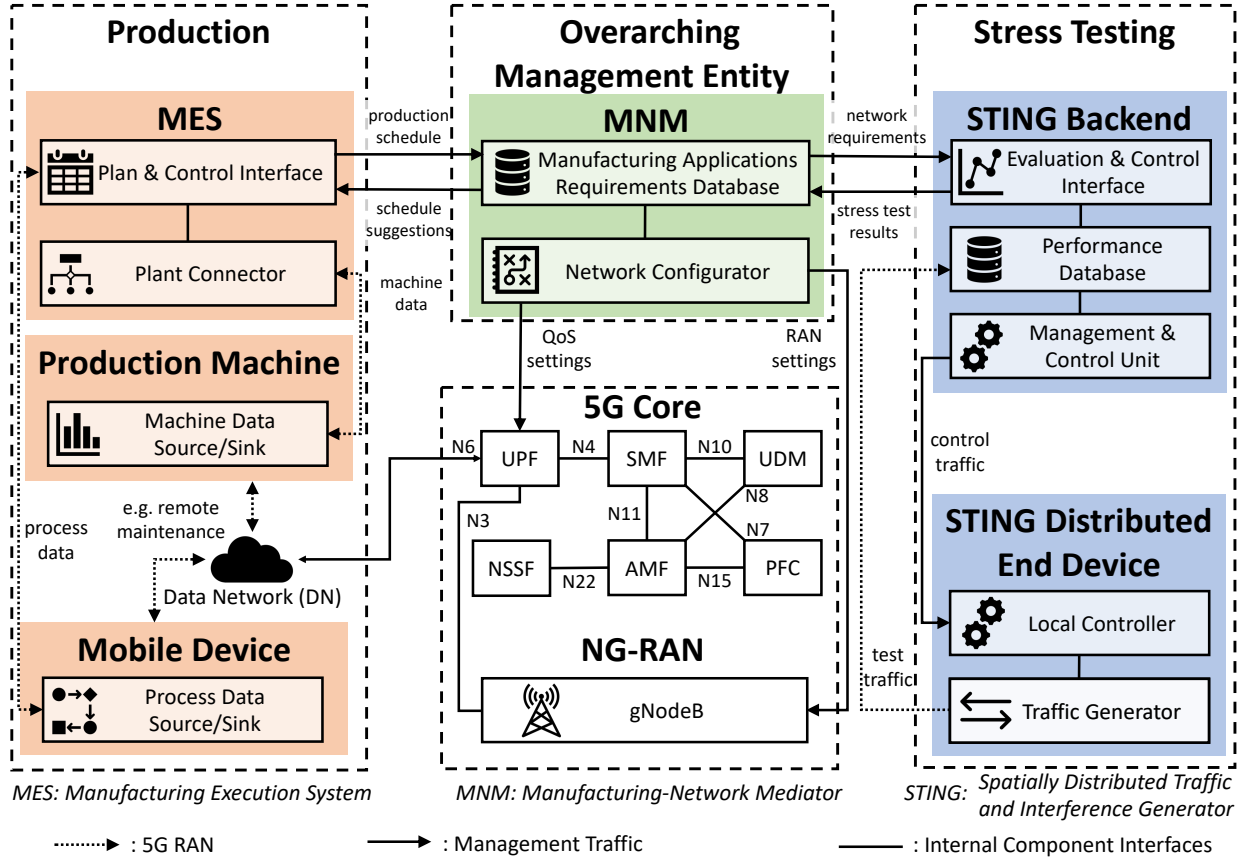 Production
MES
Plan & Control Interface
Plant Connector
Production Machine
Machine Data
Source/Sink
process
data
e.g. remote
maintenance
Data Network (DN)
Mobile Device
Process Data
Source/Sink
production
schedule
schedule
suggestions
machine
data
Overarching
Management Entity
MNM
Manufacturing Applications
Requirements Database
Network Configurator
QoS
settings
RAN
settings
5G Core
N6
UPF
N4
SMF
N10
UDM
N3
N11
N8
N7
NSSF
N22
AMF
N15
PFC
NG-RAN
gNodeB
network
requirements
stress test
results
Stress Testing
STING Backend
Evaluation & Control
Interface
Performance
Database
Management &
Control Unit
control
traffic
STING Distributed
End Device
Local Controller
test
traffic
Traffic Generator
MES: Manufacturing Execution System
MNM: Manufacturing-Network Mediator
STING: Spatially Distributed Traffic
and Interference Generator
: 5G RAN
: Management Traffic
: Internal Component Interfaces